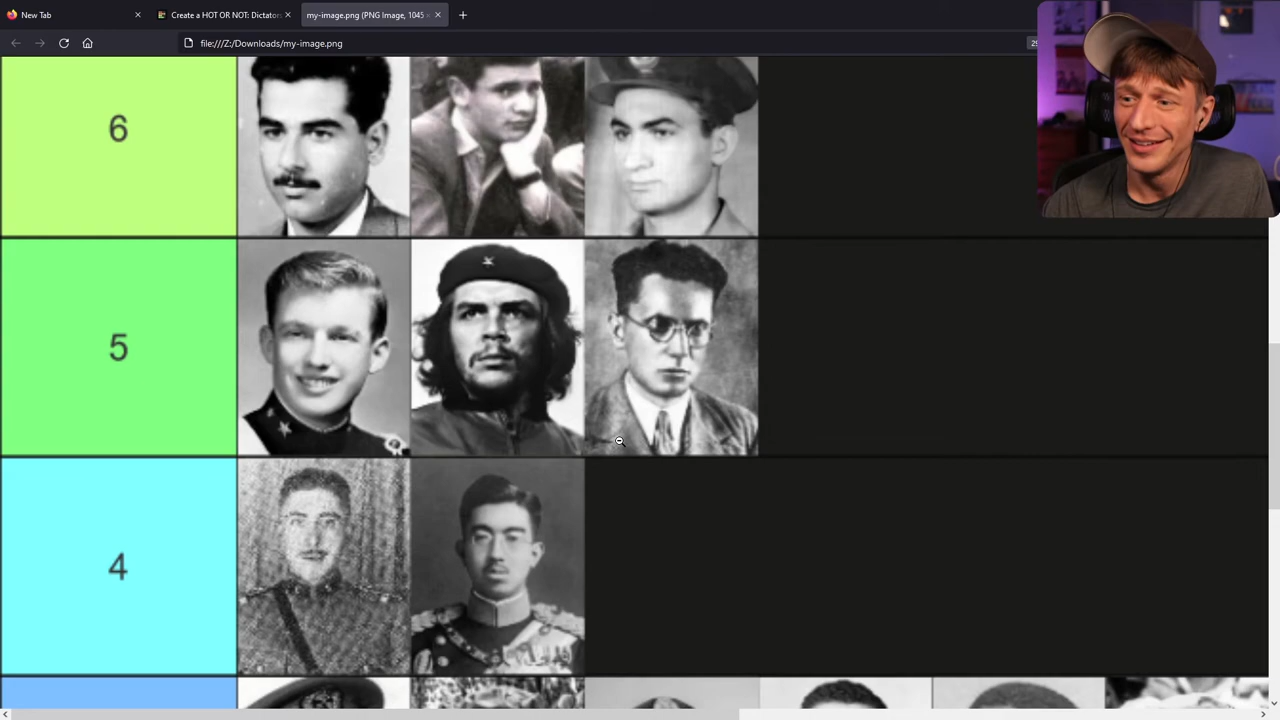 New Tab
Create a HOT OR NOT: Dictator
my-image.png (PNG Image, 1045 ×
file:///Z:/Downloads/my-image.png
6
5
4